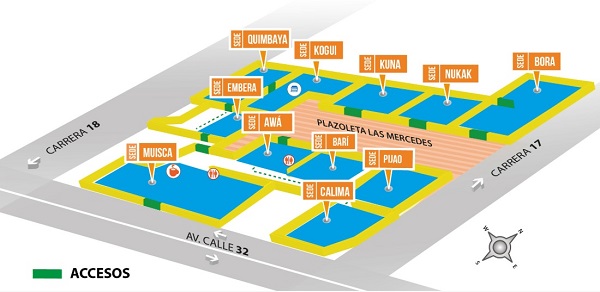 SEDE QUIMBAYA
SEDE KOGUI
SEDE KUNA
SEDE NUKAK
SEDE BORA
SEDE EMBERA
SEDE AWÁ
PLAZOLETA LAS MERCEDES
SEDE BARÍ
SEDE PIJAO
SEDE MUISCA
SEDE CALIMA
CARRERA 18
CARRERA 17
AV. CALLE 32
N
W
E
S
ACCESOS